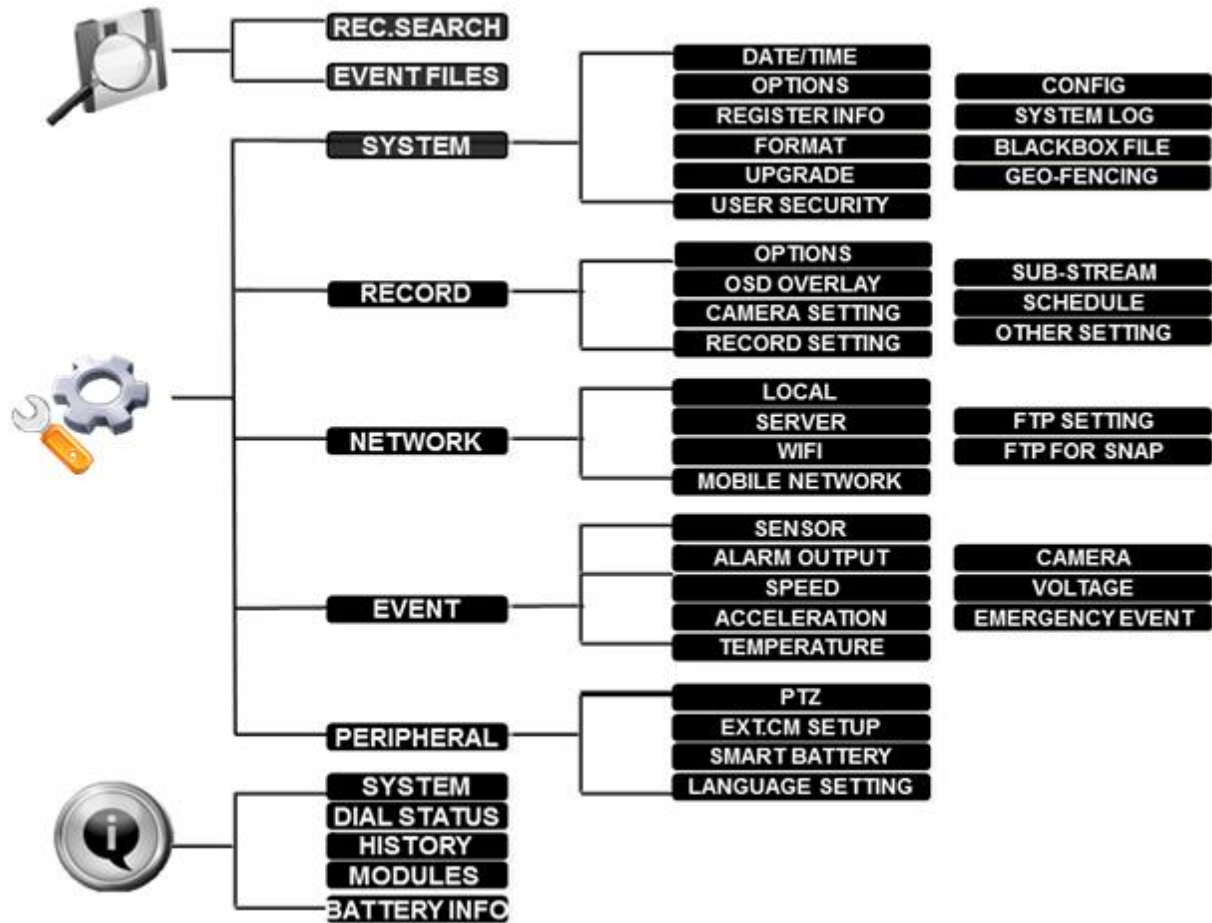 REC.SEARCH
EVENT FILES
SYSTEM
DATE/TIME
OPTIONS
REGISTER INFO
FORMAT
UPGRADE
USER SECURITY
CONFIG
SYSTEM LOG
BLACKBOX FILE
GEO-FENCING
RECORD
OPTIONS
OSD OVERLAY
CAMERA SETTING
RECORD SETTING
SUB-STREAM
SCHEDULE
OTHER SETTING
NETWORK
LOCAL
SERVER
WIFI
MOBILE NETWORK
FTP SETTING
FTP FOR SNAP
EVENT
SENSOR
ALARM OUTPUT
SPEED
ACCELERATION
TEMPERATURE
CAMERA
VOLTAGE
EMERGENCY EVENT
PERIPHERAL
PTZ
EXT.CM SETUP
SMART BATTERY
LANGUAGE SETTING
i
SYSTEM
DIAL STATUS
HISTORY
MODULES
BATTERY INFO